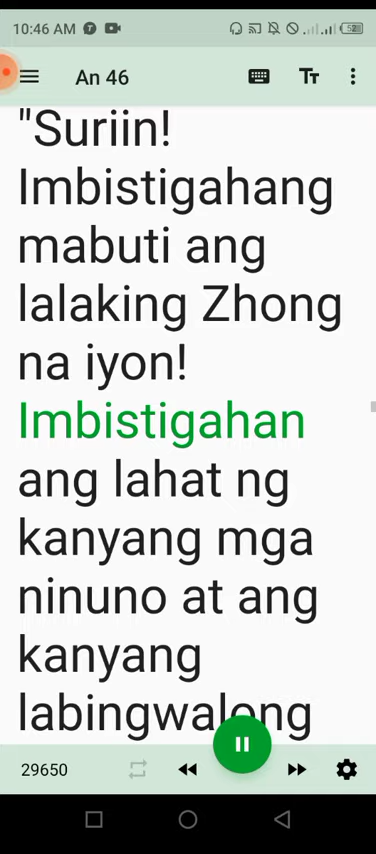 10:46 AM
52
An 46
"Suriin!
Imbistigahang
mabuti ang
lalaking Zhong
na iyon!
Imbistigahan
ang lahat ng
kanyang mga
ninuno at ang
kanyang
labingwalong
29650